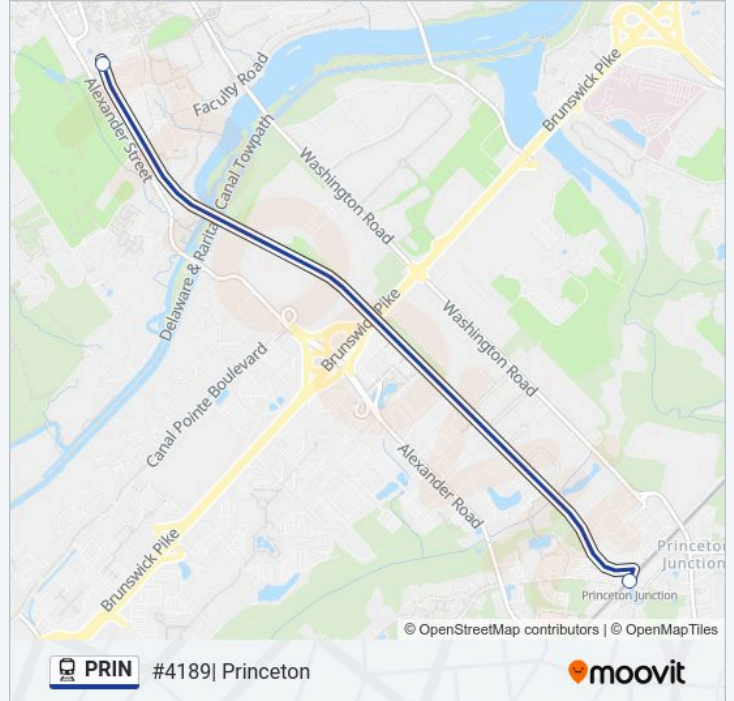 Faculty Road
Brunswick Pike
Alexander Street
Washington Road
Delaware & Raritan Canal Towpath
Brunswick Pike
Washington Road
Canal Pointe Boulevard
Alexander Road
Brunswick Pike
Princeton
Junction
Princeton Junction
© OpenStreetMap contributors | © OpenMapTiles
PRIN #4189| Princeton
moovit